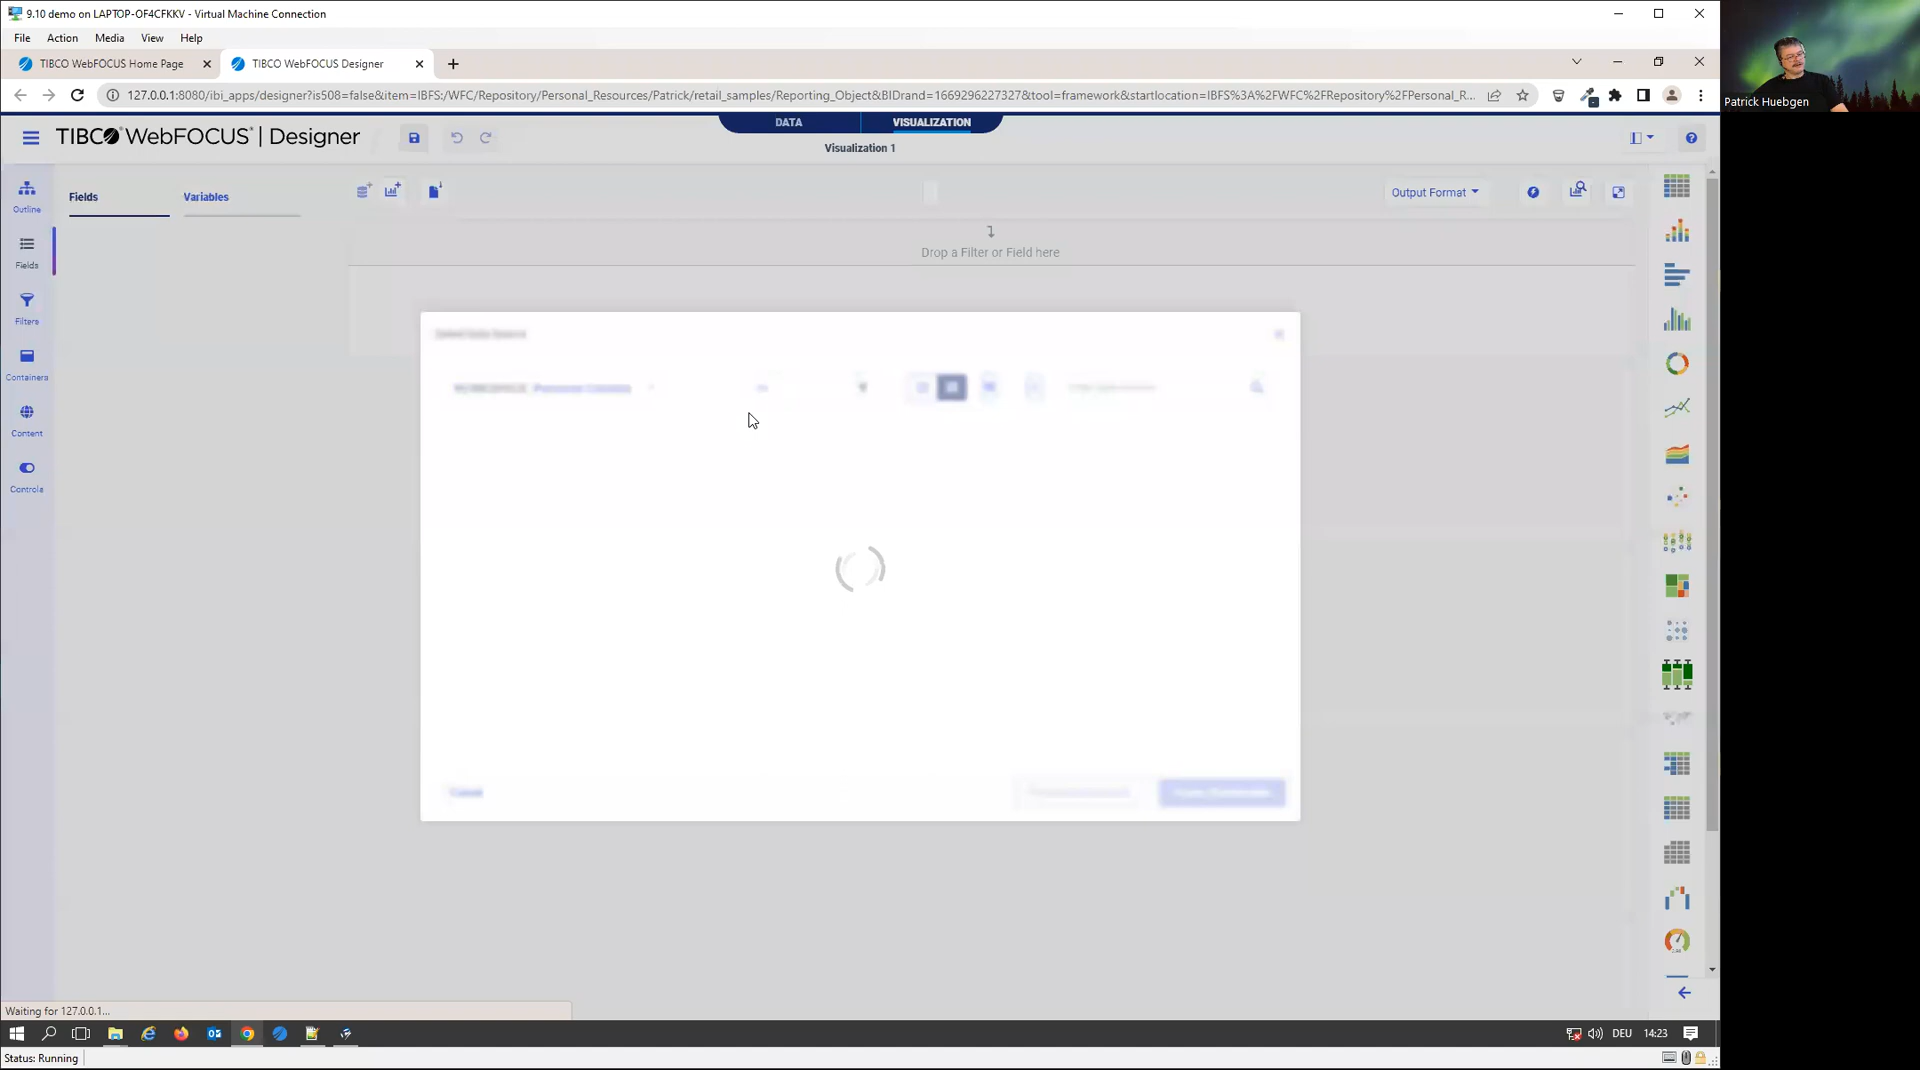 9.10 demo on LAPTOP-OF4CFKKV - Virtual Machine Connection
File Action Media View Help
TIBCO WebFOCUS Home Page
TIBCO WebFOCUS Designer
127.0.0.1:8080/ibi_apps/designer?is508=false&item=IBFS:/WFC/Repository/Personal_Resources/Patrick/retail_samples/Reporting_Object&BIDrand=1669296227327&tool=framework&startlocation=IBFS%3A%2FWFC%2FRepository%2FPersonal_R...
Patrick Huebgen
TIBCO WebFOCUS | Designer
DATA
VISUALIZATION
Visualization 1
Outline
Fields
Filters
Containers
Content
Controls
Fields
Variables
Output Format
Drop a Filter or Field here
Select Data Source
Cancel
Waiting for 127.0.0.1...
DEU
14:23
Status: Running